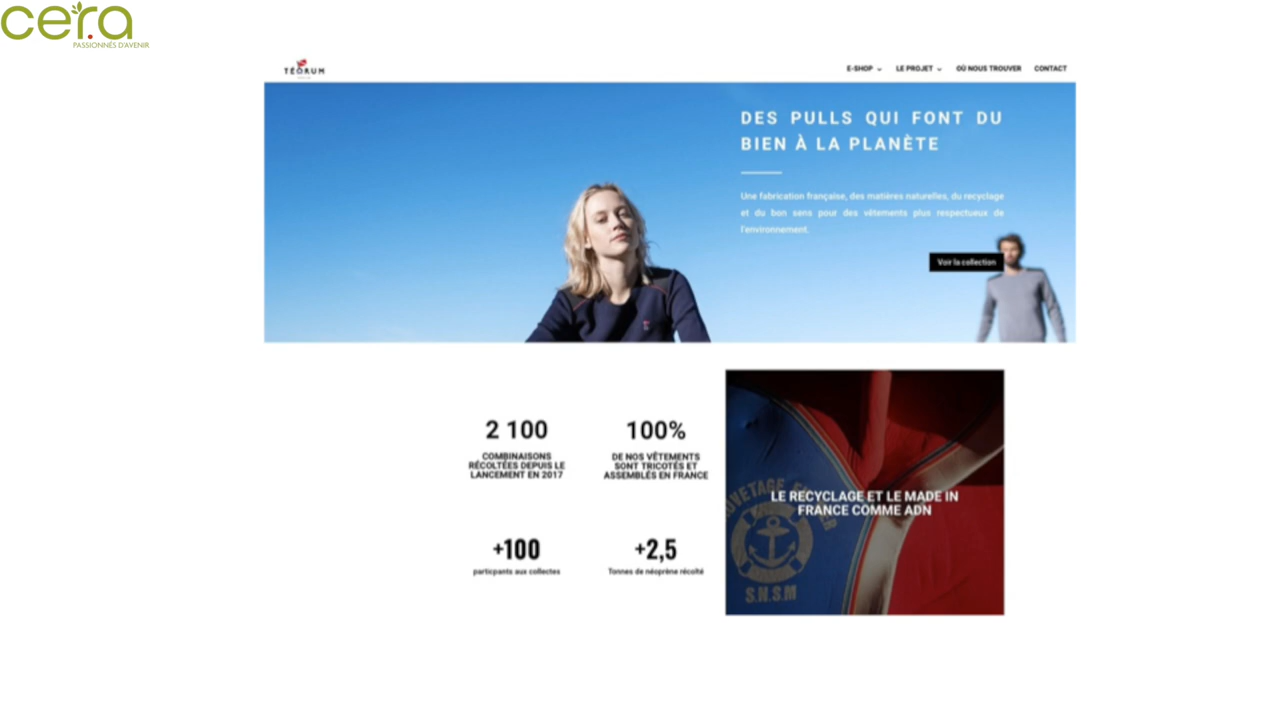 cer.a
PASSIONNÉS D'AVENIR
TÉORUM
E-SHOP
LE PROJET
OÙ NOUS TROUVER
CONTACT
DES PULLS QUI FONT DU
BIEN À LA PLANÈTE
Une fabrication française, des matières naturelles, du recyclage
et du bon sens pour des vêtements plus respectueux de
l'environnement.
Voir la collection
2 100
COMBINAISONS
RÉCOLTÉES DEPUIS LE
LANCEMENT EN 2017
100%
DE NOS VÊTEMENTS
SONT TRICOTÉS ET
ASSEMBLÉS EN FRANCE
+100
particpants aux collectes
+2,5
Tonnes de néoprène récolté
LE RECYCLAGE ET LE MADE IN
FRANCE COMME ADN
S.N.S.M